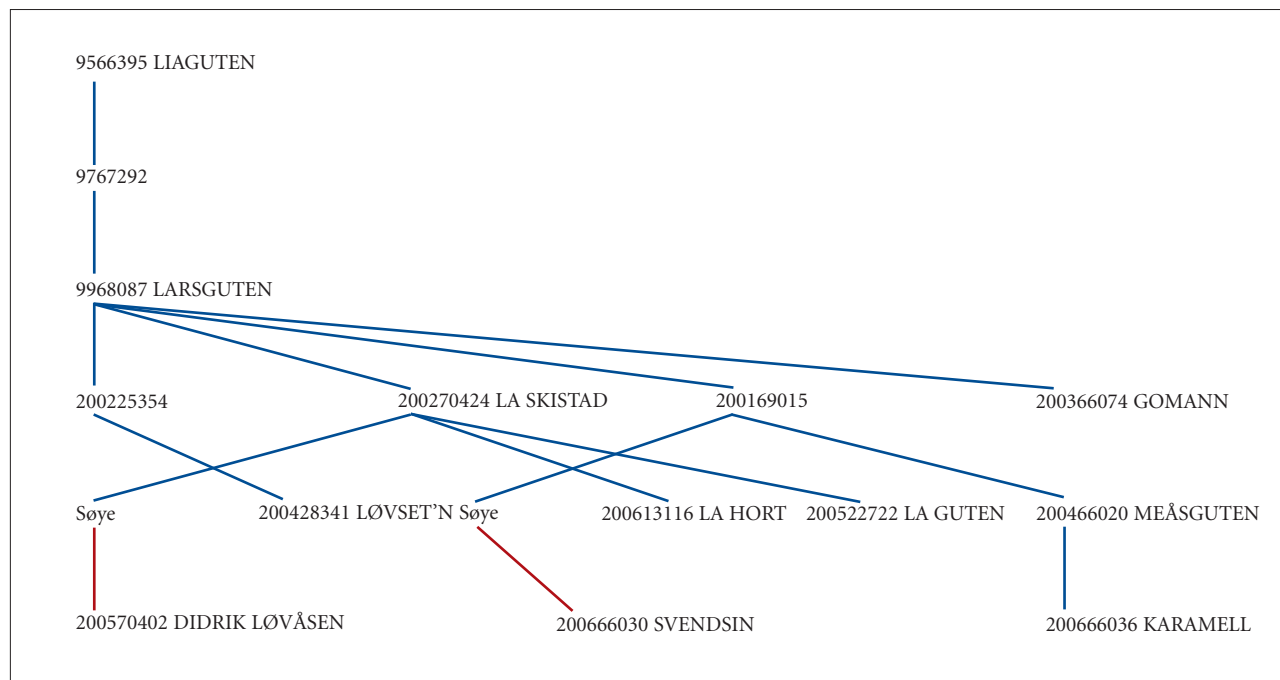 9566395 LIAGUTEN
9767292
9968087 LARSGUTEN
200225354 200270424 LA SKISTAD 200169015 200366074 GOMANN
Søye 200428341 LØVSET’N Søye 200613116 LA HORT 200522722 LA GUTEN 200466020 MEÅSGUTEN
200570402 DIDRIK LØVÅSEN 200666030 SVENDSIN 200666036 KARAMELL